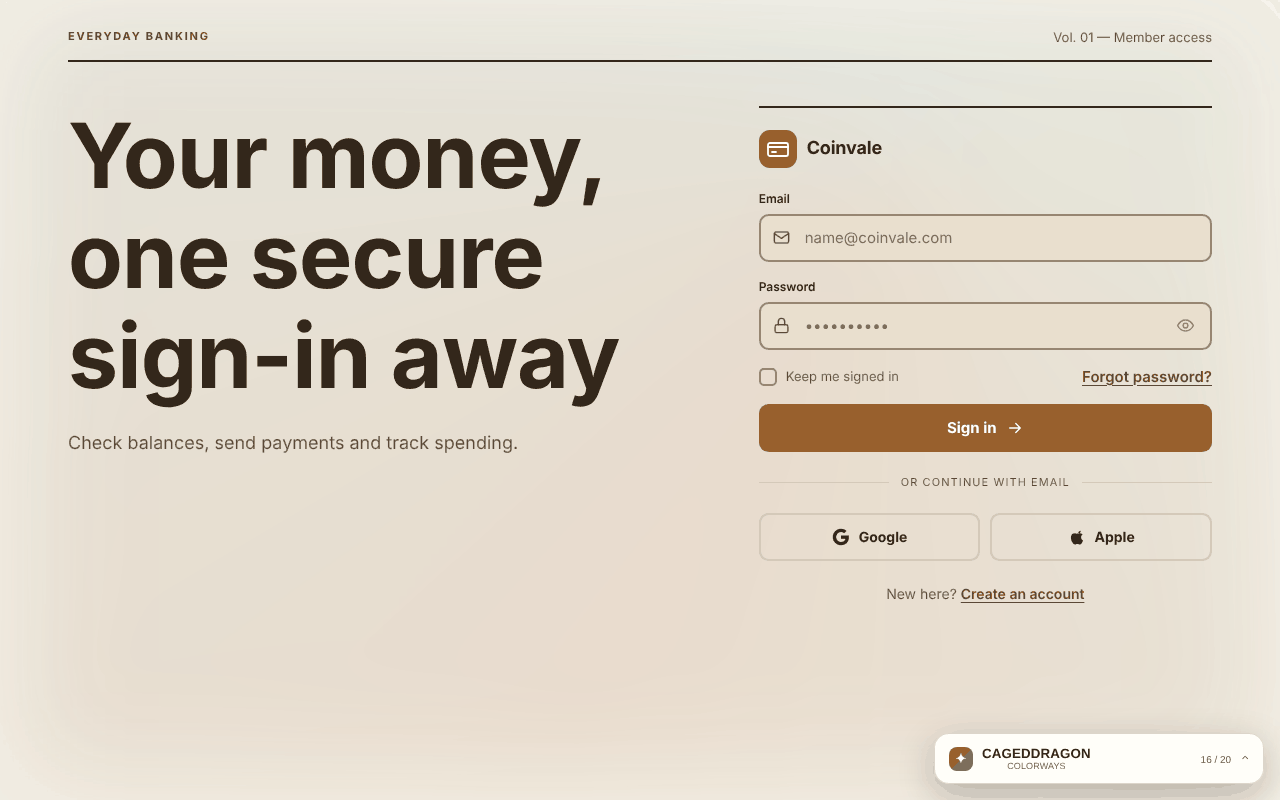 EVERYDAY BANKING
Vol. 01 — Member access
Your money,
one secure
sign-in away
Check balances, send payments and track spending.
Coinvale
Email
name@coinvale.com
Password
••••••••••
Keep me signed in
Forgot password?
Sign in →
OR CONTINUE WITH EMAIL
Google
Apple
New here? Create an account
CAGEDDRAGON
COLORWAYS
16 / 20